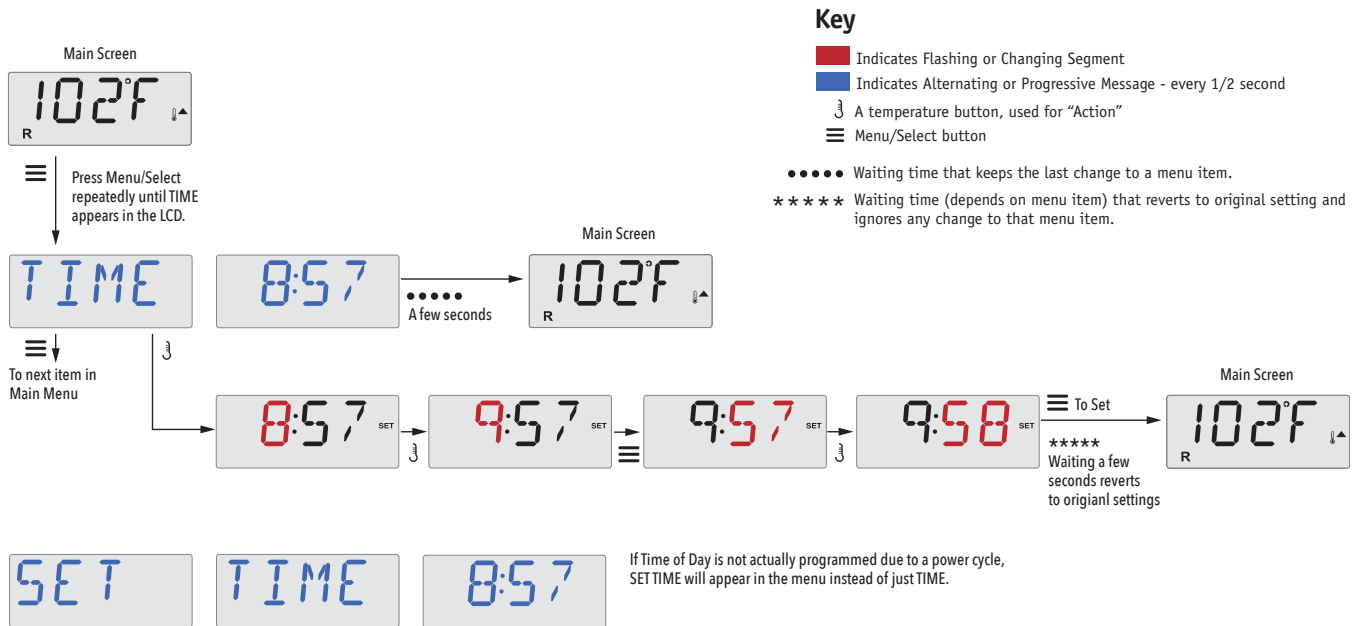 Key
Indicates Flashing or Changing Segment
Indicates Alternating or Progressive Message - every 1/2 second
A temperature button, used for “Action”
Menu/Select button
••••• Waiting time that keeps the last change to a menu item.
***** Waiting time (depends on menu item) that reverts to original setting and
ignores any change to that menu item.
Main Screen
102°F
R
Press Menu/Select
repeatedly until TIME
appears in the LCD.
TIME
8:57
•••••
A few seconds
Main Screen
102°F
R
To next item in
Main Menu
8:57 SET
9:57 SET
9:57 SET
9:58 SET
To Set
*****
Waiting a few
seconds reverts
to origianl settings
Main Screen
102°F
R
SET
TIME
8:57
If Time of Day is not actually programmed due to a power cycle,
SET TIME will appear in the menu instead of just TIME.